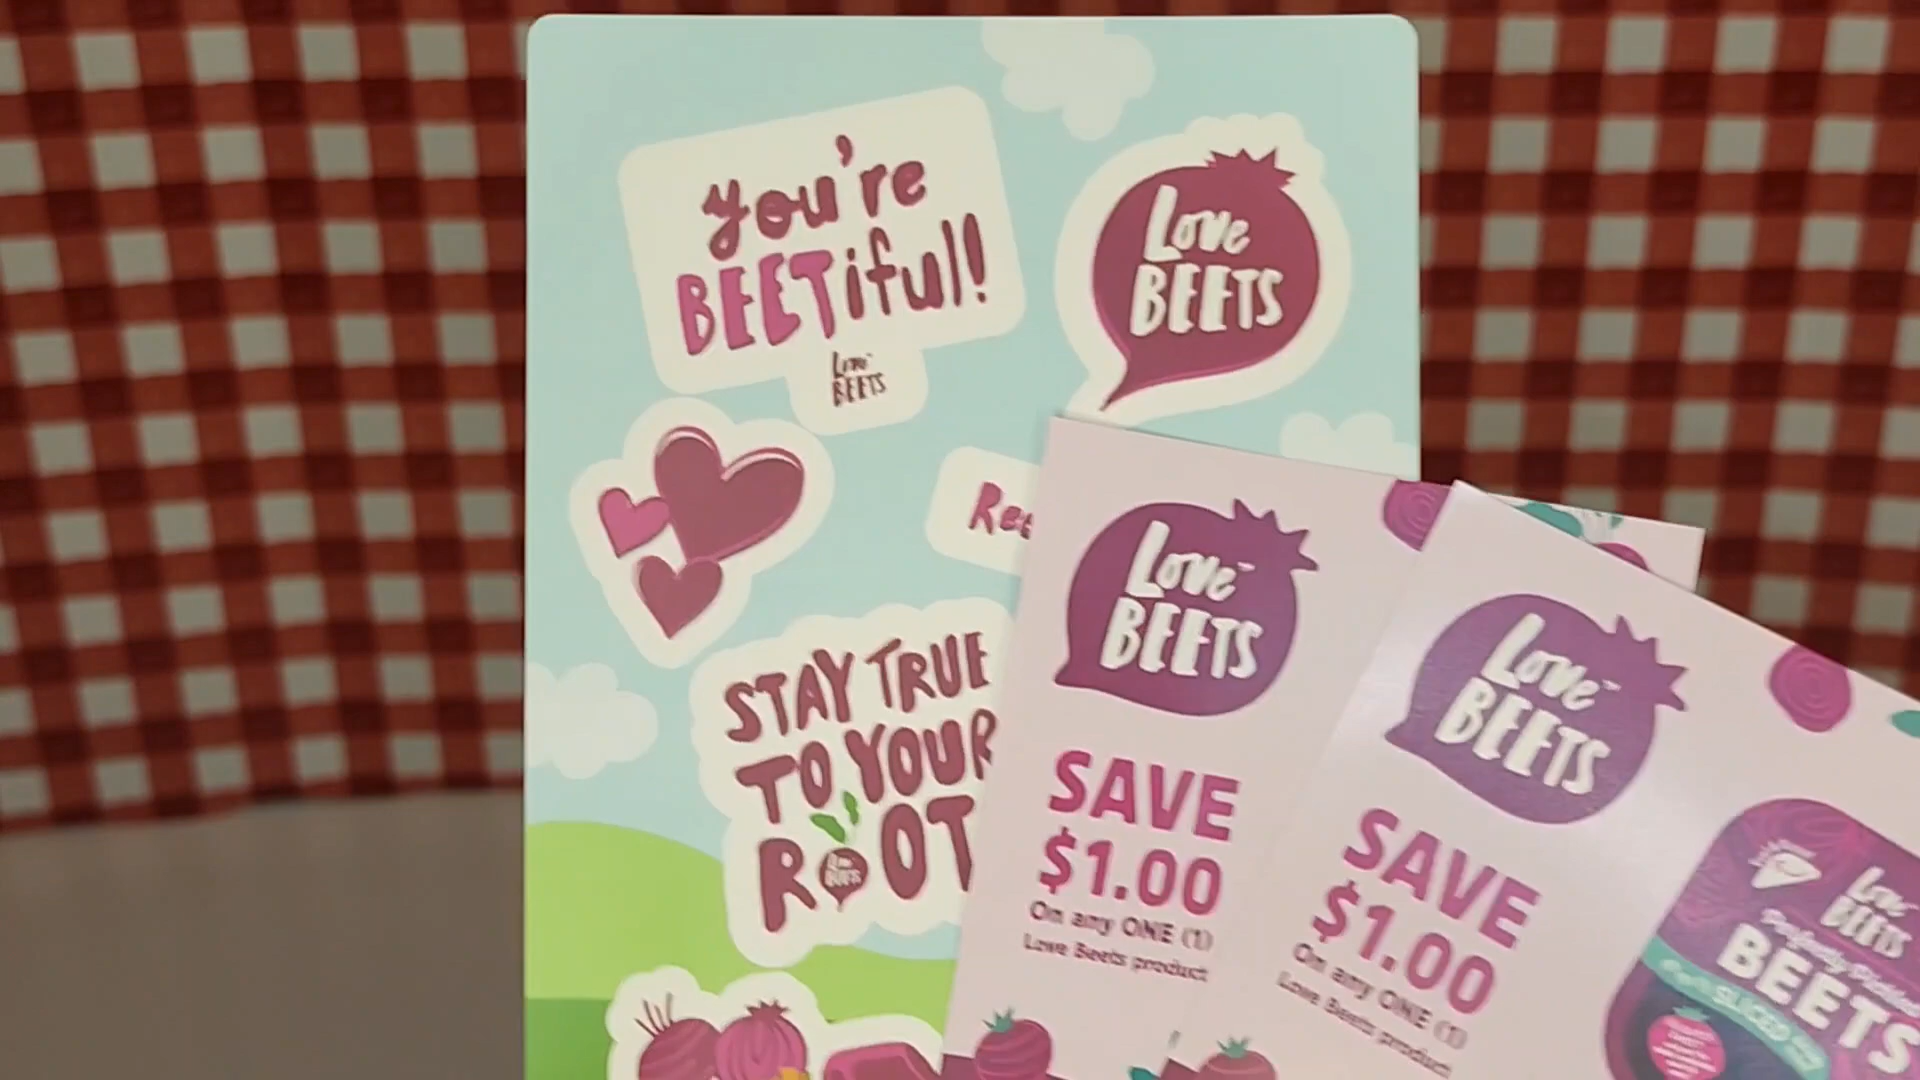 you're
BEETiful!
Love
BEETS
Love
BEETS
STAY TRUE
TO YOUR
ROOT
Love
BEETS
SAVE
$1.00
On any ONE (1)
Love Beets product
Love
BEETS
SAVE
$1.00
On any ONE (1)
Love Beets product
Love
BEETS
Perfectly Pickled
BEETS
SLICED